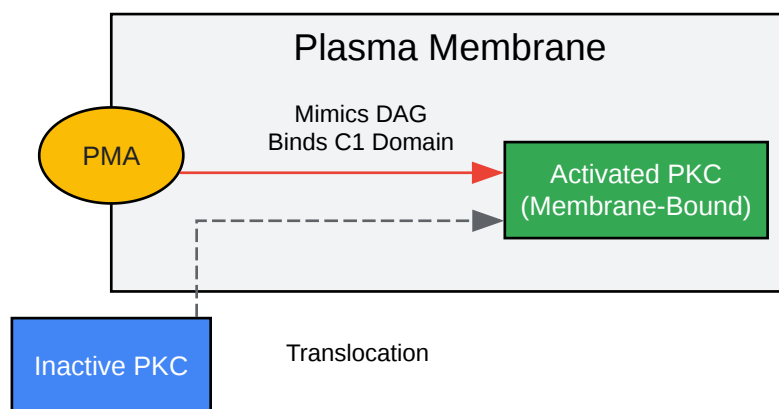 Plasma Membrane
Mimics DAG
Binds C1 Domain
PMA
Activated PKC
(Membrane-Bound)
Inactive PKC
Translocation